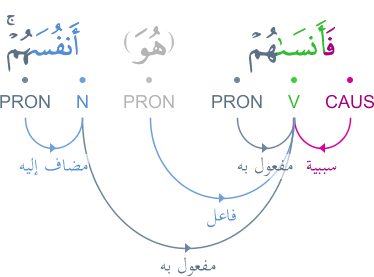 فَأَنسَىٰهُمْ (هُوَ) أَنفُسَهُمْ ۚ
CAUS V PRON PRON N PRON
سببية مفعول به مضاف إليه
فاعل
مفعول به